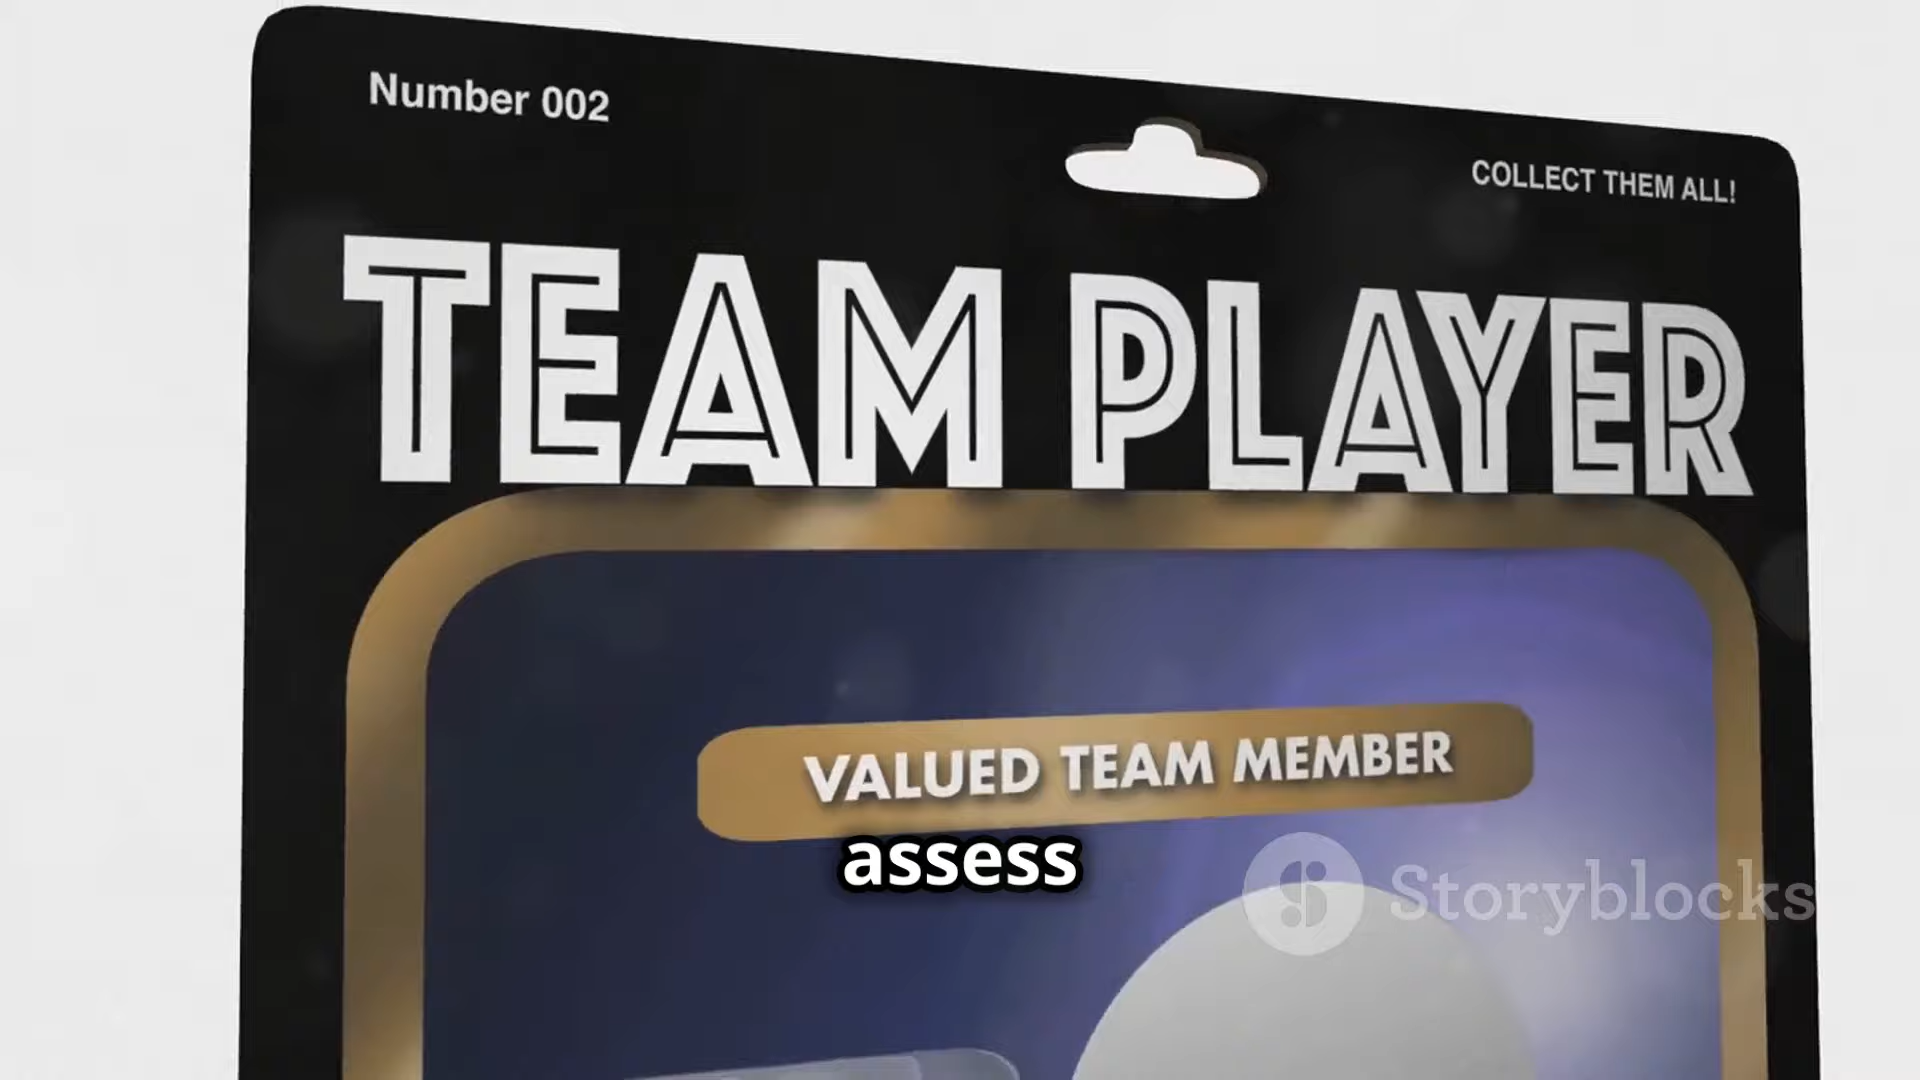 Number 002
COLLECT THEM ALL!
TEAM PLAYER
VALUED TEAM MEMBER
assess
Storyblocks